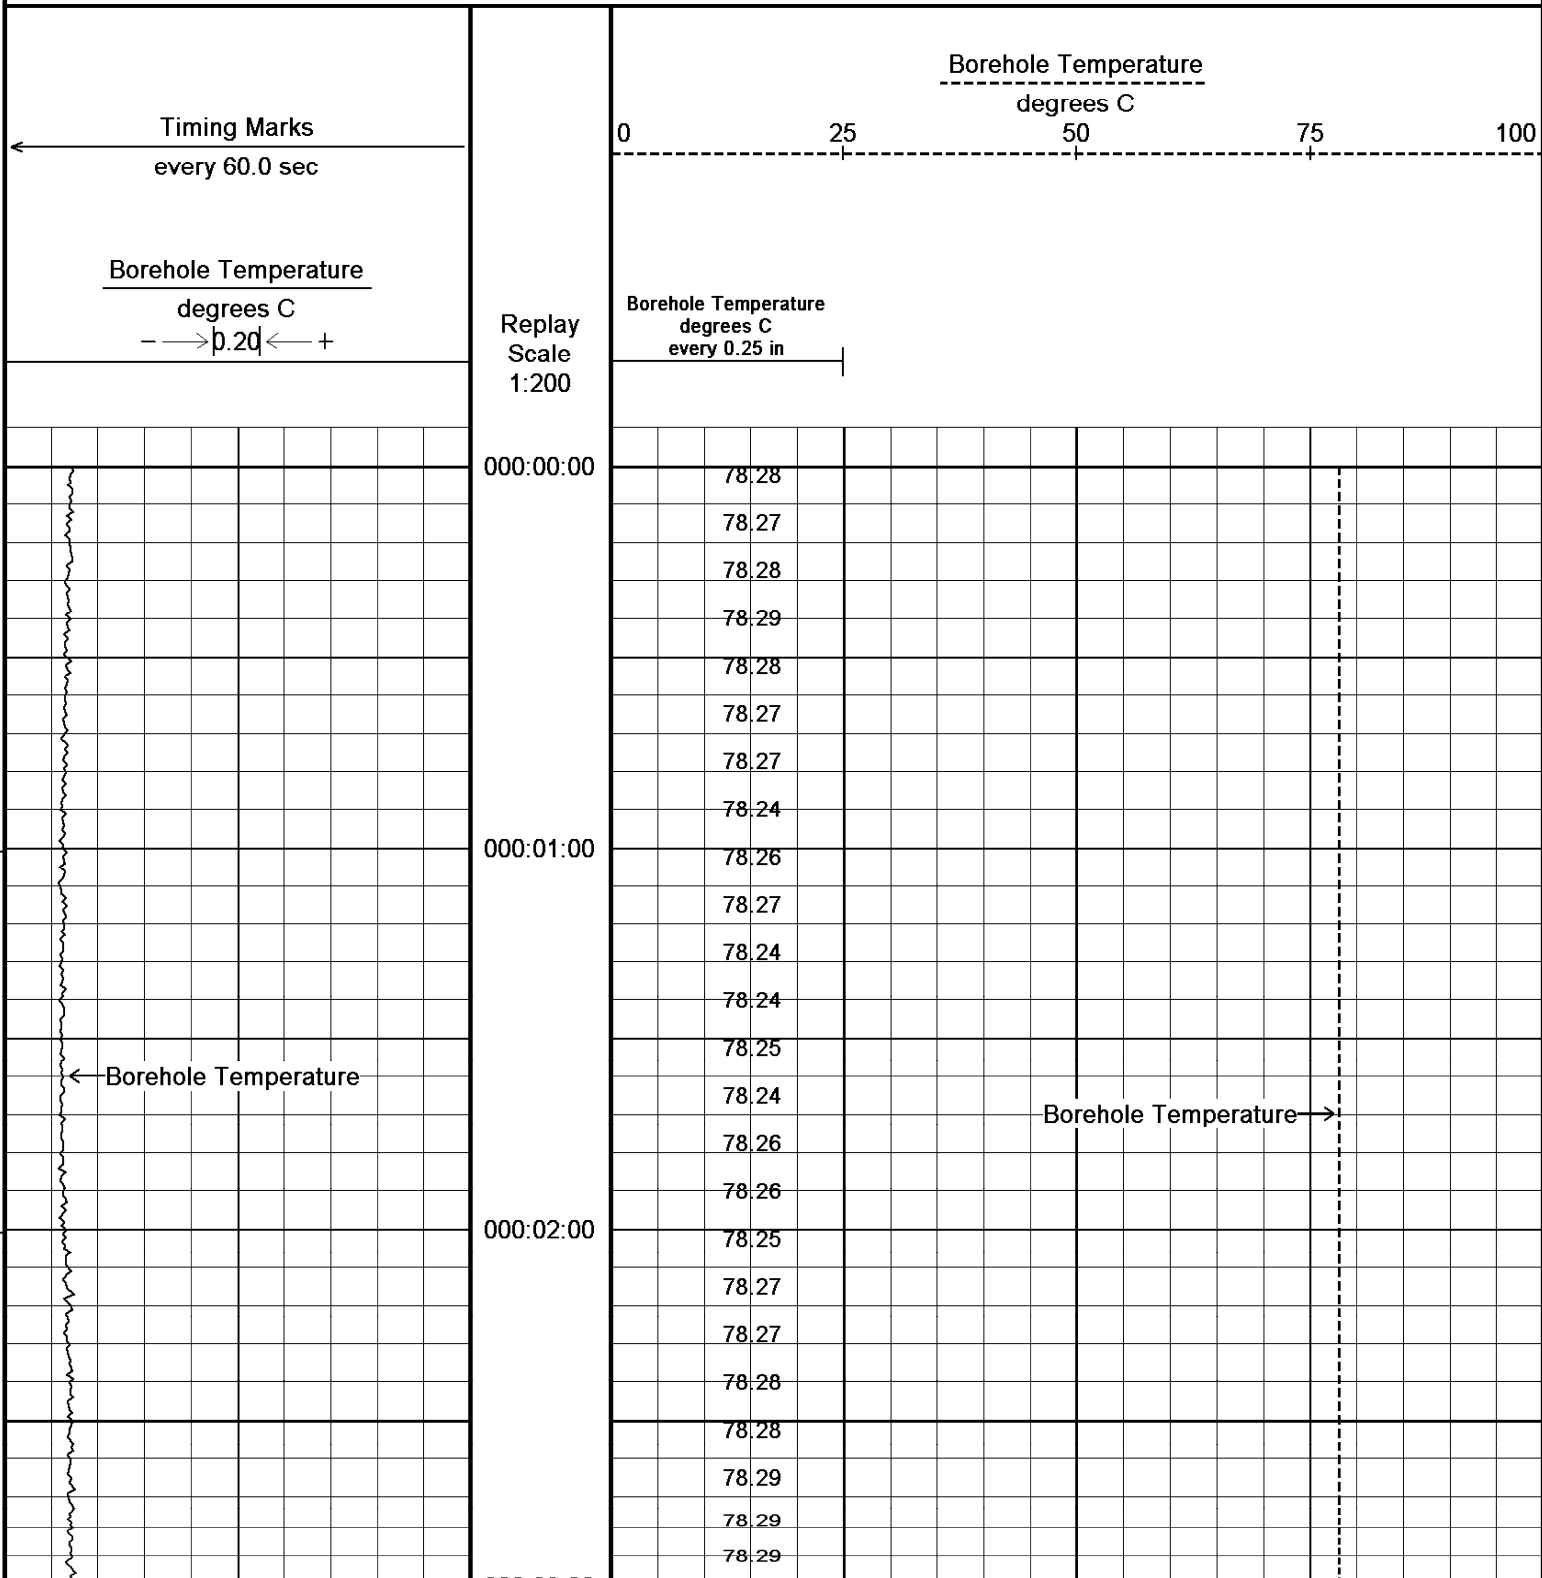 Timing Marks
every 60.0 sec
Borehole Temperature
degrees C
0.20
Replay
Scale
1:200
Borehole Temperature
degrees C
0 25 50 75 100
Borehole Temperature
degrees C
every 0.25 in
000:00:00
78.28
78.27
78.28
78.29
78.28
78.27
78.27
78.24
000:01:00
78.26
78.27
78.24
78.24
78.25
Borehole Temperature
78.24
Borehole Temperature
78.26
78.26
000:02:00
78.25
78.27
78.27
78.28
78.28
78.29
78.29
78.29